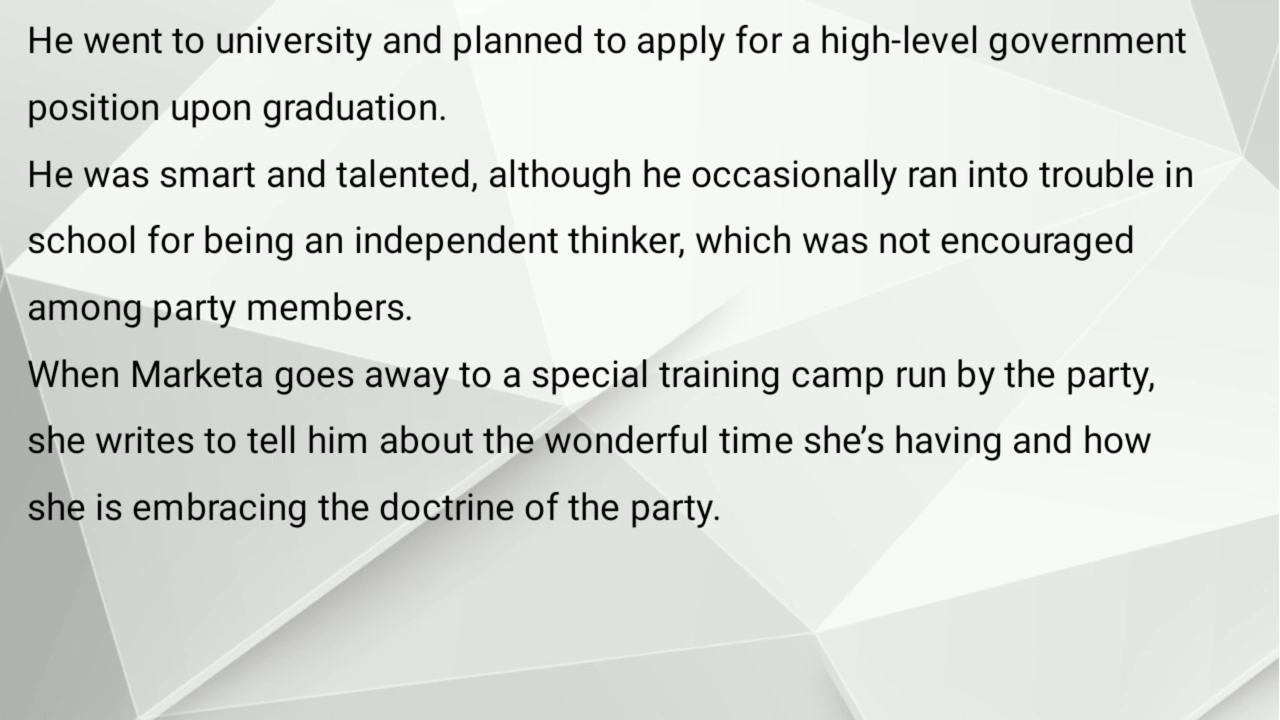 He went to university and planned to apply for a high-level government
position upon graduation.
He was smart and talented, although he occasionally ran into trouble in
school for being an independent thinker, which was not encouraged
among party members.
When Marketa goes away to a special training camp run by the party,
she writes to tell him about the wonderful time she’s having and how
she is embracing the doctrine of the party.